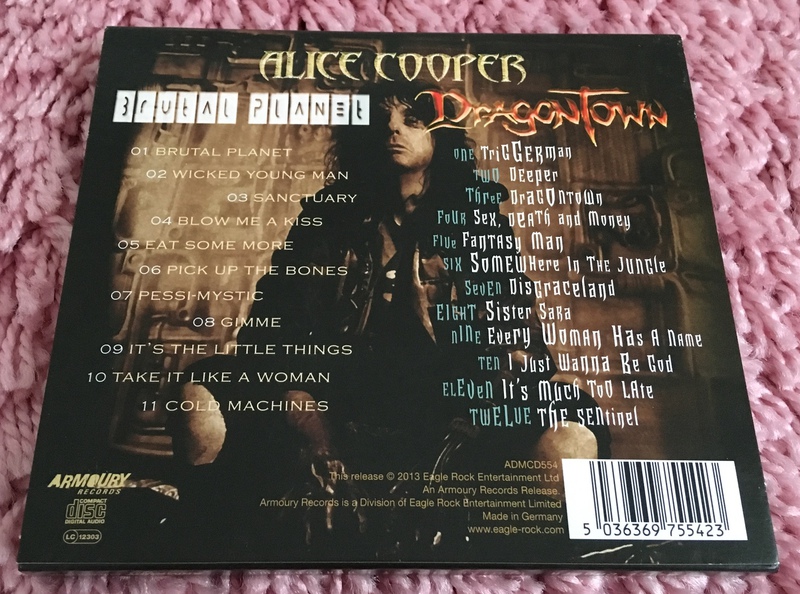 ALICE COOPER
Brutal Planet
01 BRUTAL PLANET
02 WICKED YOUNG MAN
03 SANCTUARY
04 BLOW ME A KISS
05 EAT SOME MORE
06 PICK UP THE BONES
07 PESSI-MYSTIC
08 GIMME
09 IT'S THE LITTLE THINGS
10 TAKE IT LIKE A WOMAN
11 COLD MACHINES
DragonTown
One Triggerman
Two Deeper
Three Dragontown
Four Sex, Death and Money
Five Fantasy Man
Six Somewhere In The Jungle
Seven Disgraceland
Eight Sister Sara
Nine Every Woman Has A Name
Ten I Just Wanna Be God
Eleven It's Much Too Late
Twelve The Sentinel
ARMOURY
RECORDS
COMPACT
disc
DIGITAL AUDIO
LC 12303
ADMCD554
This release © 2013 Eagle Rock Entertainment Ltd
An Armoury Records Release.
Armoury Records is a Division of Eagle Rock Entertainment Limited
Made in Germany
www.eagle-rock.com
5 036369 755423